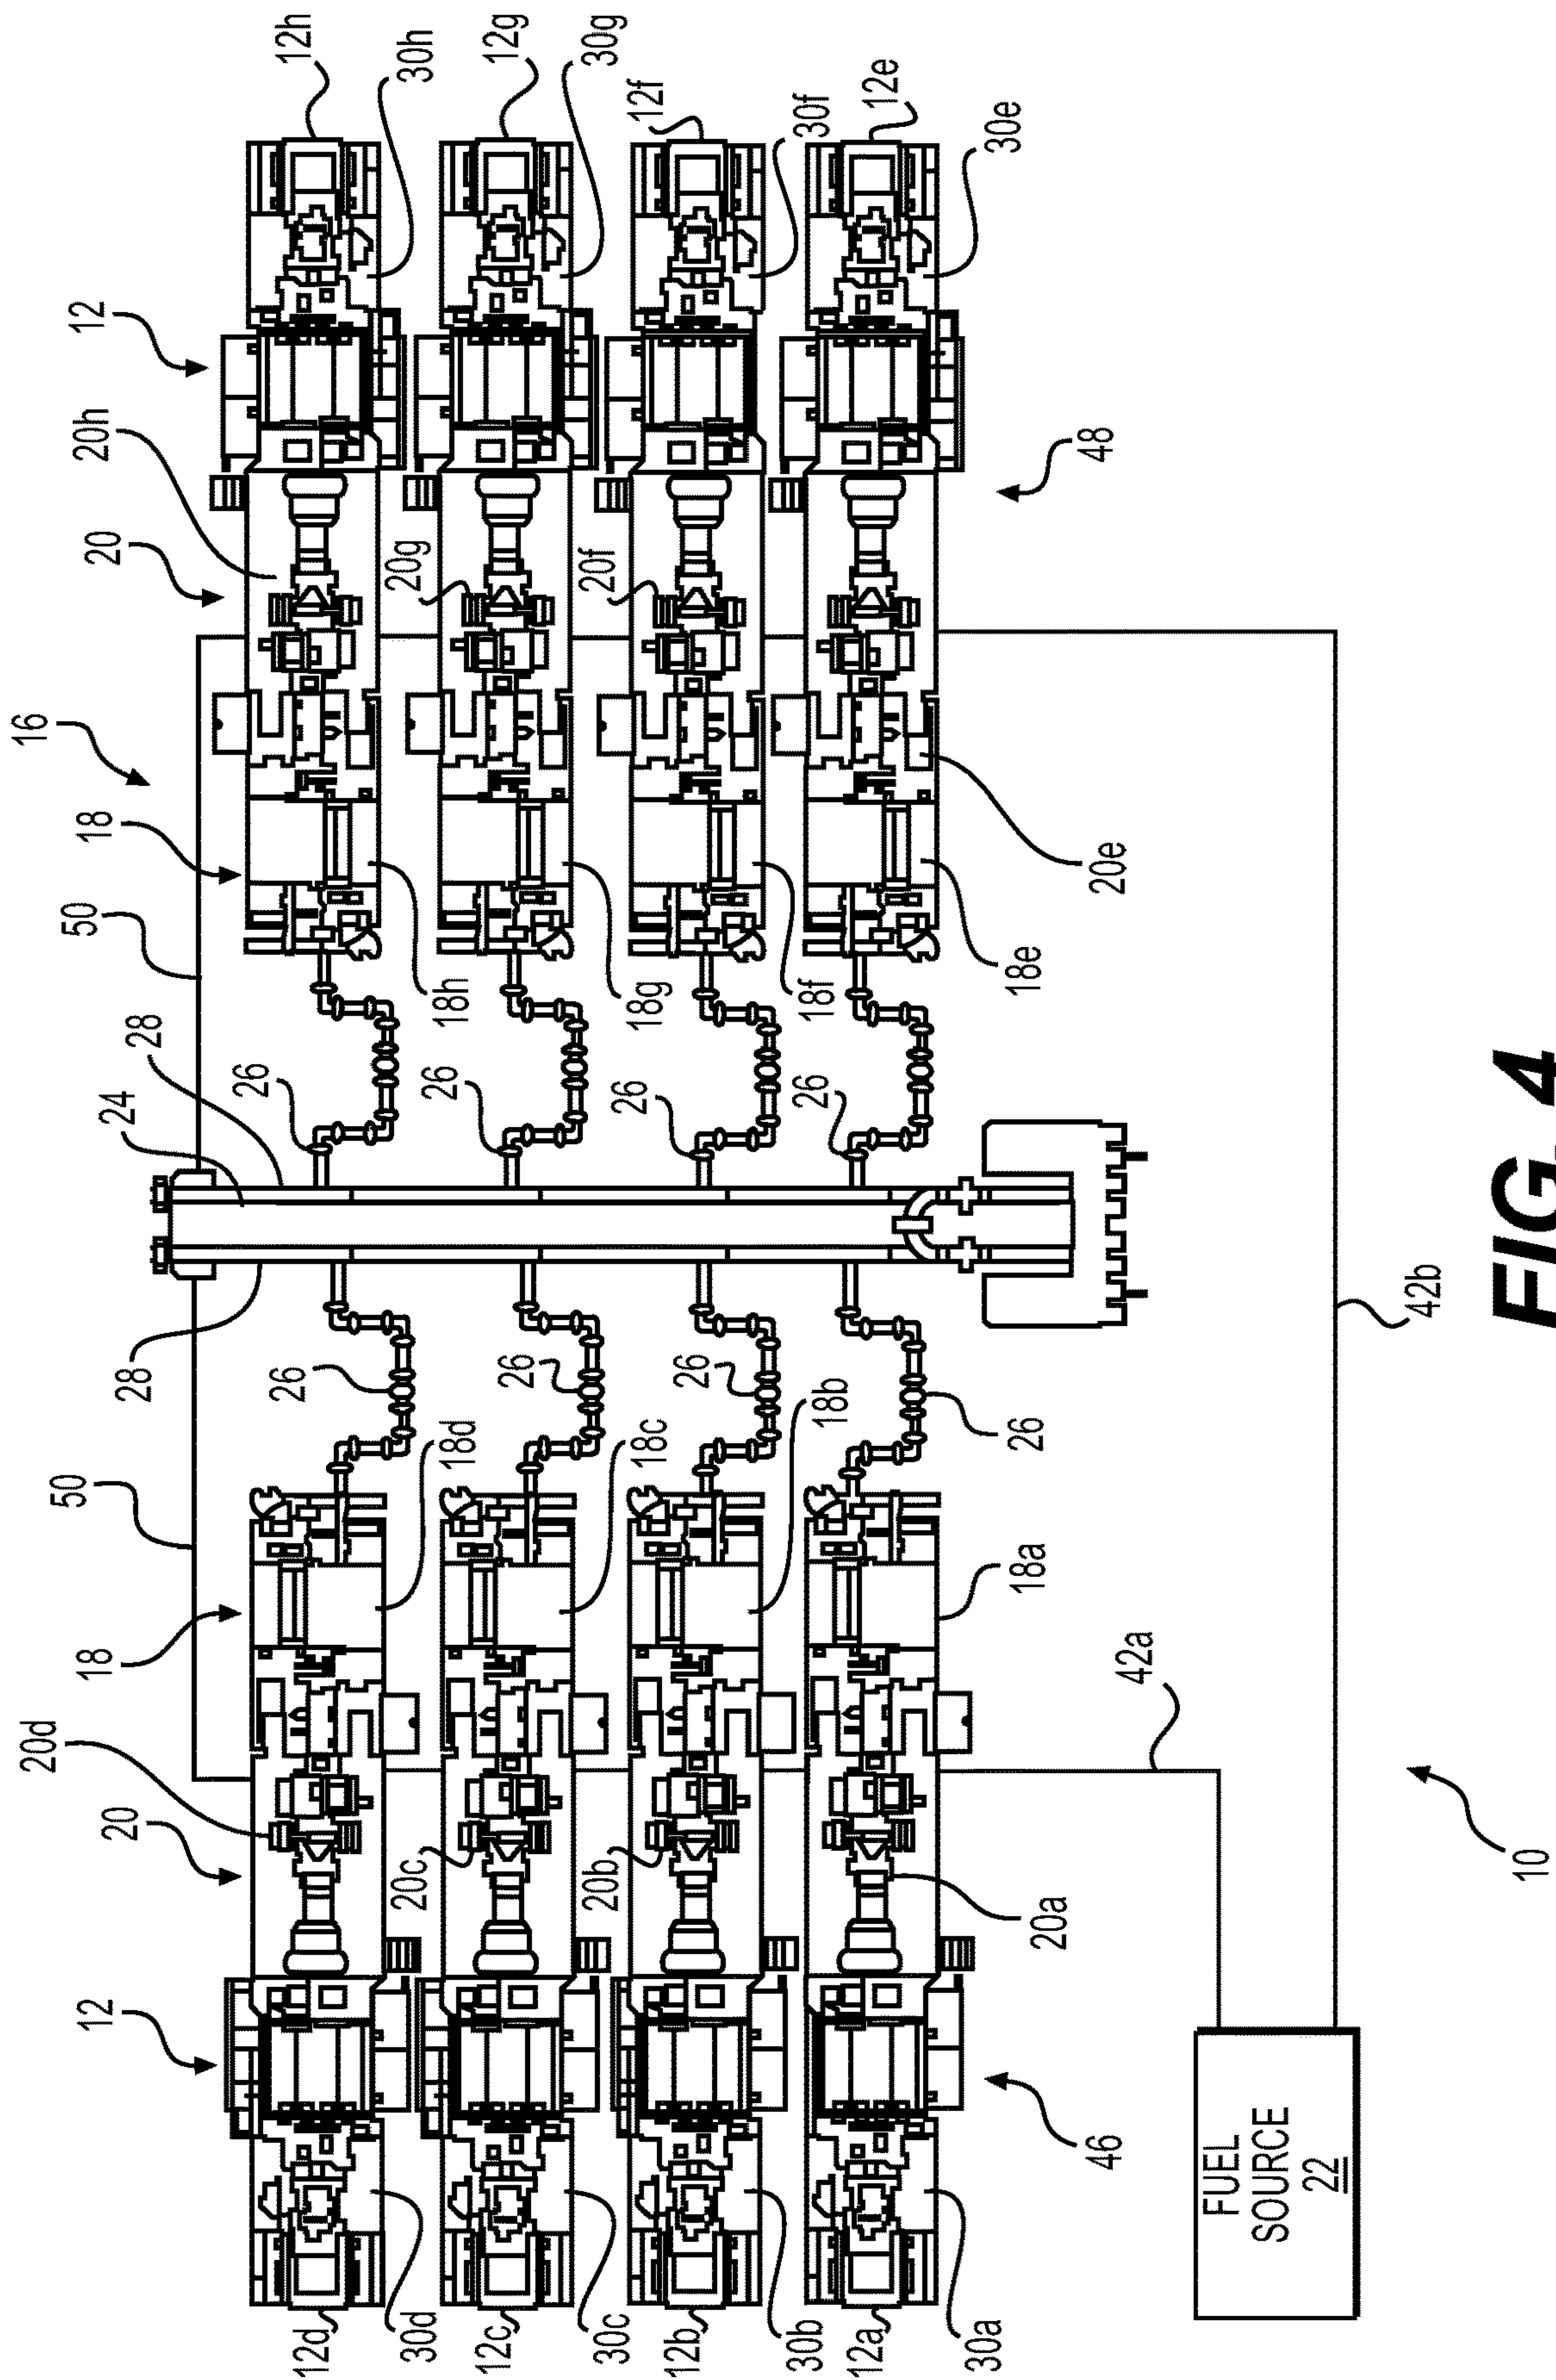 12
20
16
18
50
24
28
28
50
18
20d
20
12
20h
12h
30h
12g
30g
12f
30f
12e
30e
20g
20f
20e
48
18h
18g
18f
18e
26
26
26
26
26
26
26
26
18d
18c
18b
18a
20c
20b
20a
12d
30d
12c
30c
12b
30b
12a
30a
46
42a
42b
10
FUEL
SOURCE
22
FIG. 4